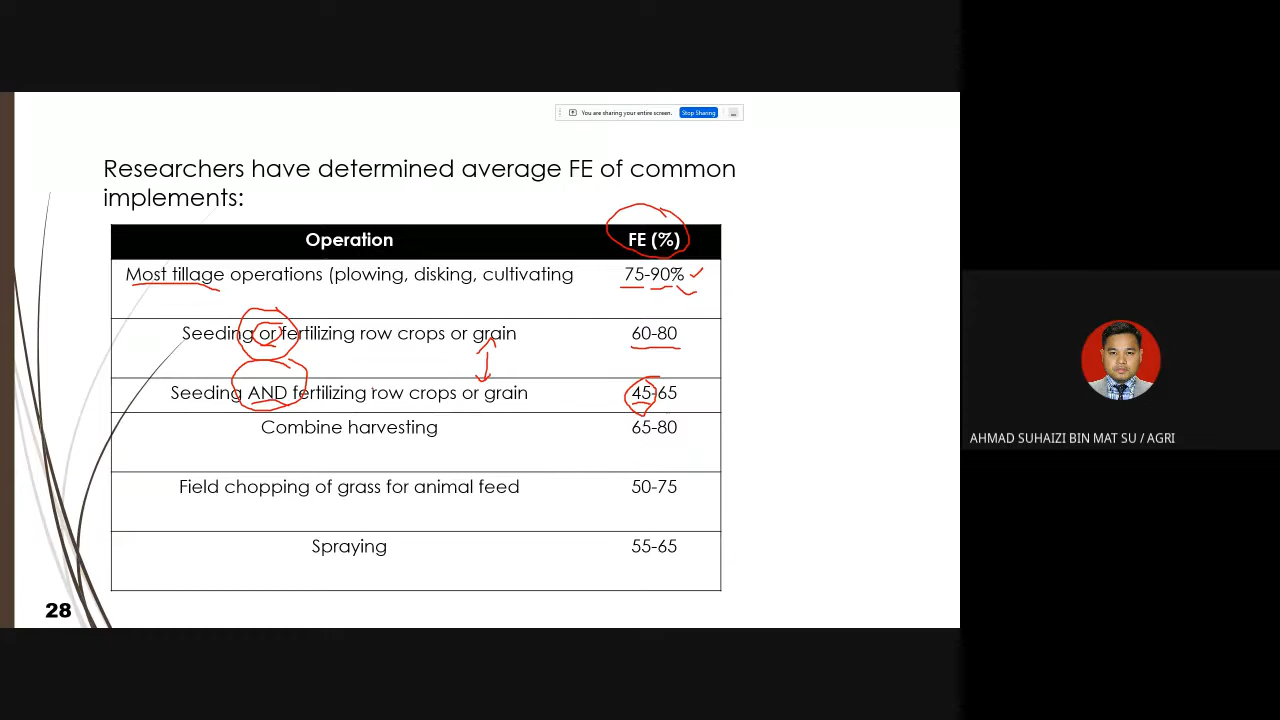 You are sharing your entire screen.
Stop Sharing
Researchers have determined average FE of common
implements:
Operation FE (%)
Most tillage operations (plowing, disking, cultivating 75-90%
Seeding or fertilizing row crops or grain 60-80
Seeding AND fertilizing row crops or grain 45-65
Combine harvesting 65-80
Field chopping of grass for animal feed 50-75
Spraying 55-65
28
AHMAD SUHAIZI BIN MAT SU / AGRI